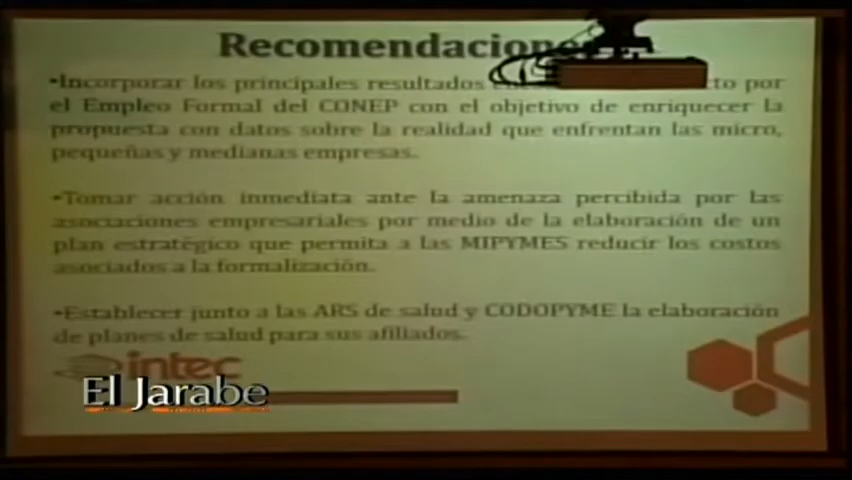 Recomendacione
•Incorporar los principales resultados cto por
el Empleo Formal del CONEP con el objetivo de enriquecer la
propuesta con datos sobre la realidad que enfrentan las micro,
pequeñas y medianas empresas.
•Tomar acción inmediata ante la amenaza percibida por las
asociaciones empresariales por medio de la elaboración de un
plan estratégico que permita a las MIPYMES reducir los costos
asociados a la formalización.
•Establecer junto a las ARS de salud y CODOPYME la elaboración
de planes de salud para sus afiliados.
intec
El Jarabe